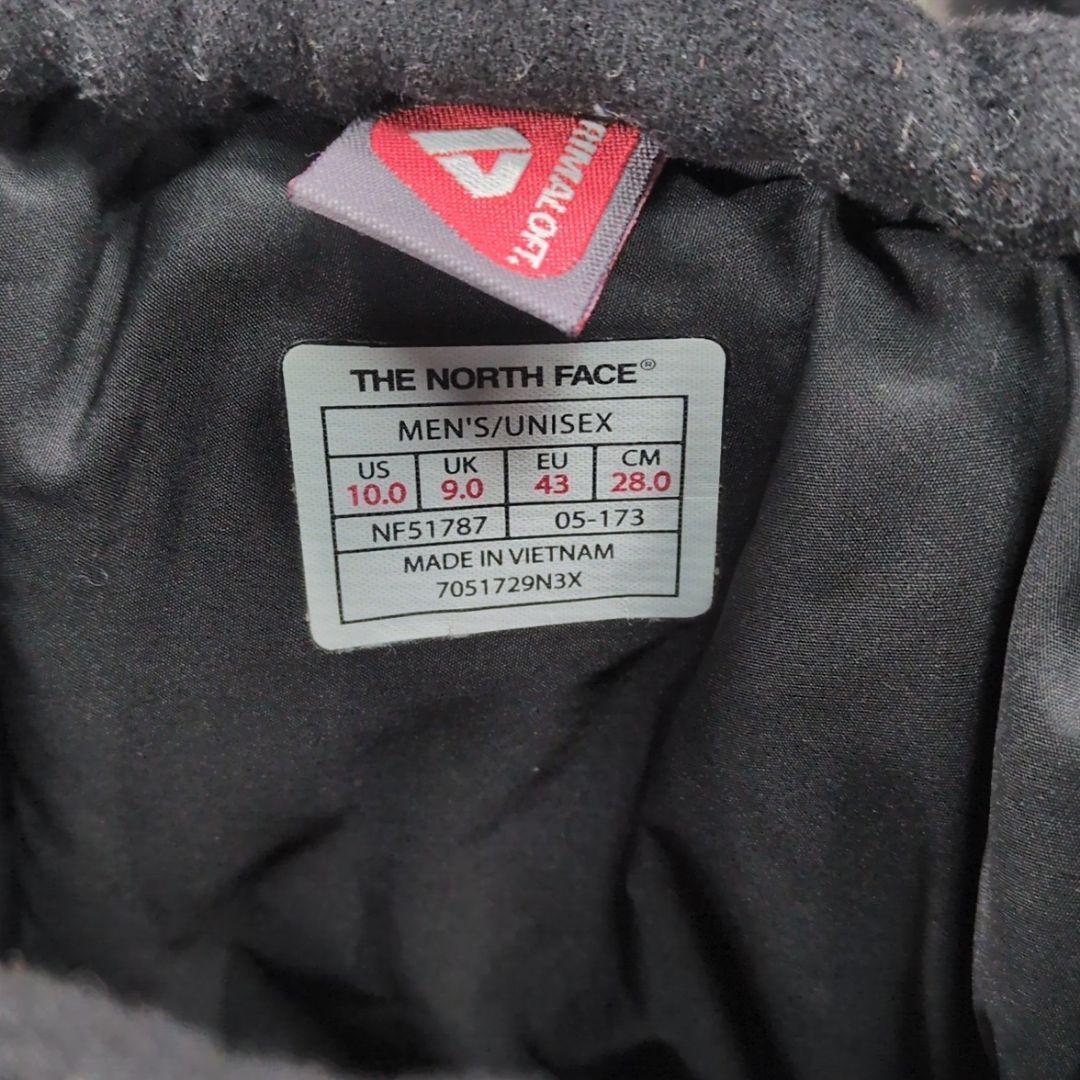 PRIMALOFT
THE NORTH FACE®
MEN'S/UNISEX
US UK EU CM
10.0 9.0 43 28.0
NF51787 05-173
MADE IN VIETNAM
7051729N3X